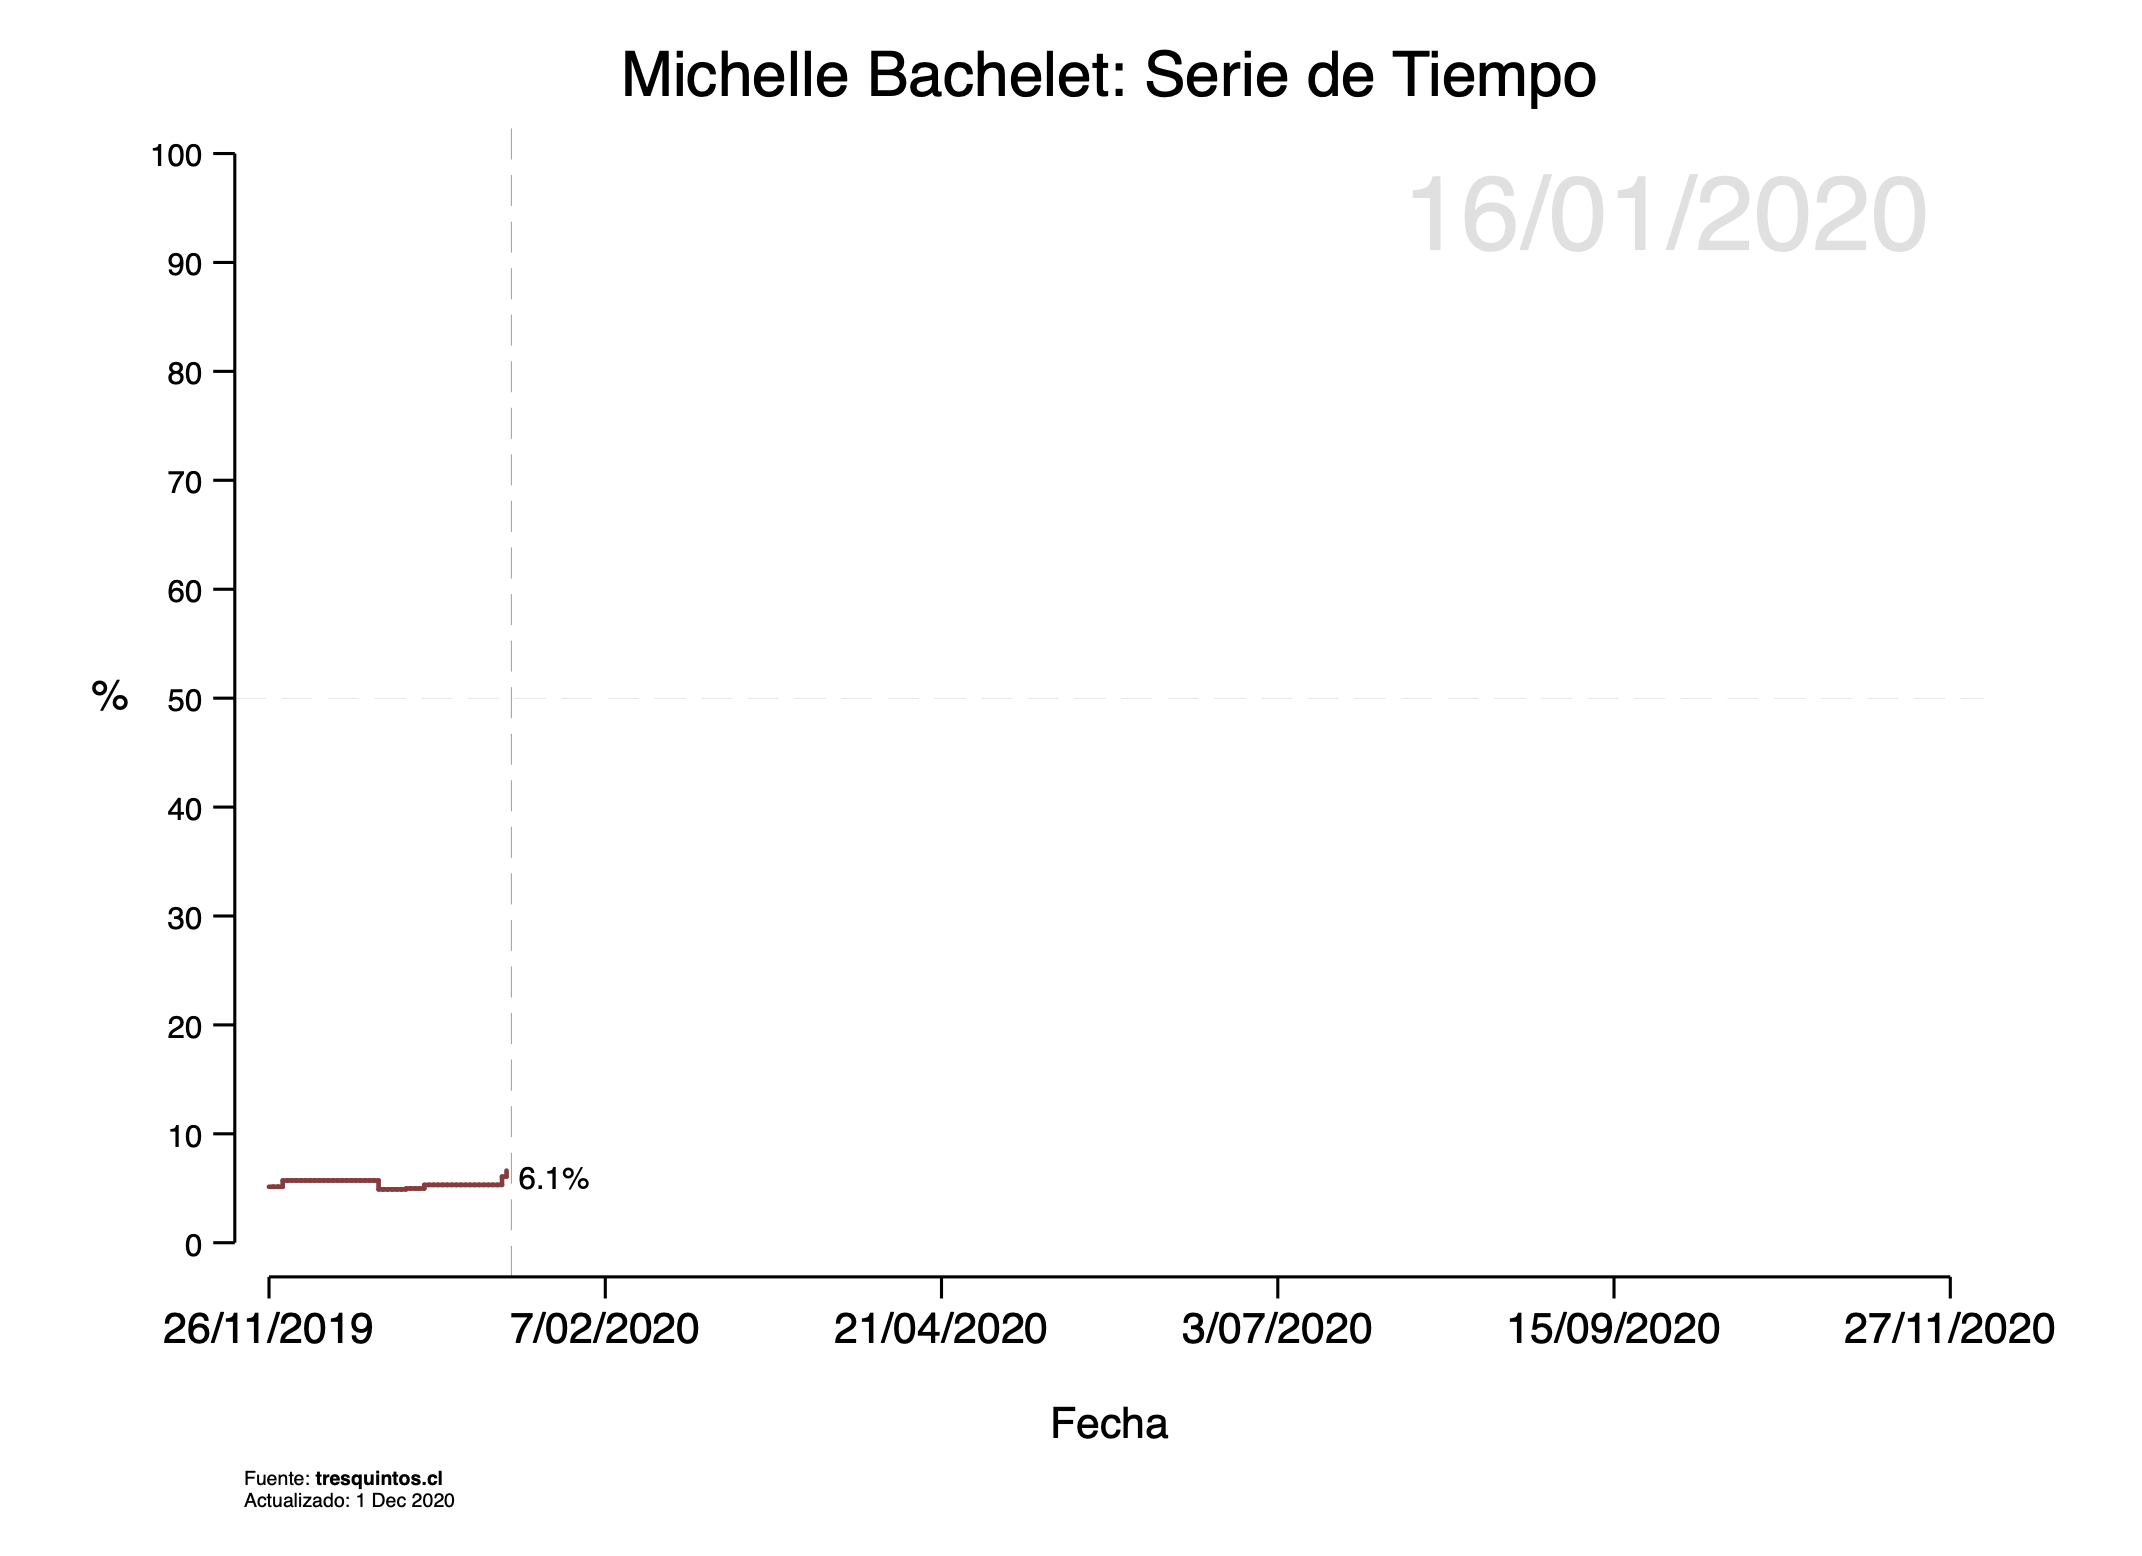 Michelle Bachelet: Serie de Tiempo
16/01/2020
100
90
80
70
60
50
40
30
20
10
0
%
6.1%
26/11/2019 7/02/2020 21/04/2020 3/07/2020 15/09/2020 27/11/2020
Fecha
Fuente: tresquintos.cl
Actualizado: 1 Dec 2020